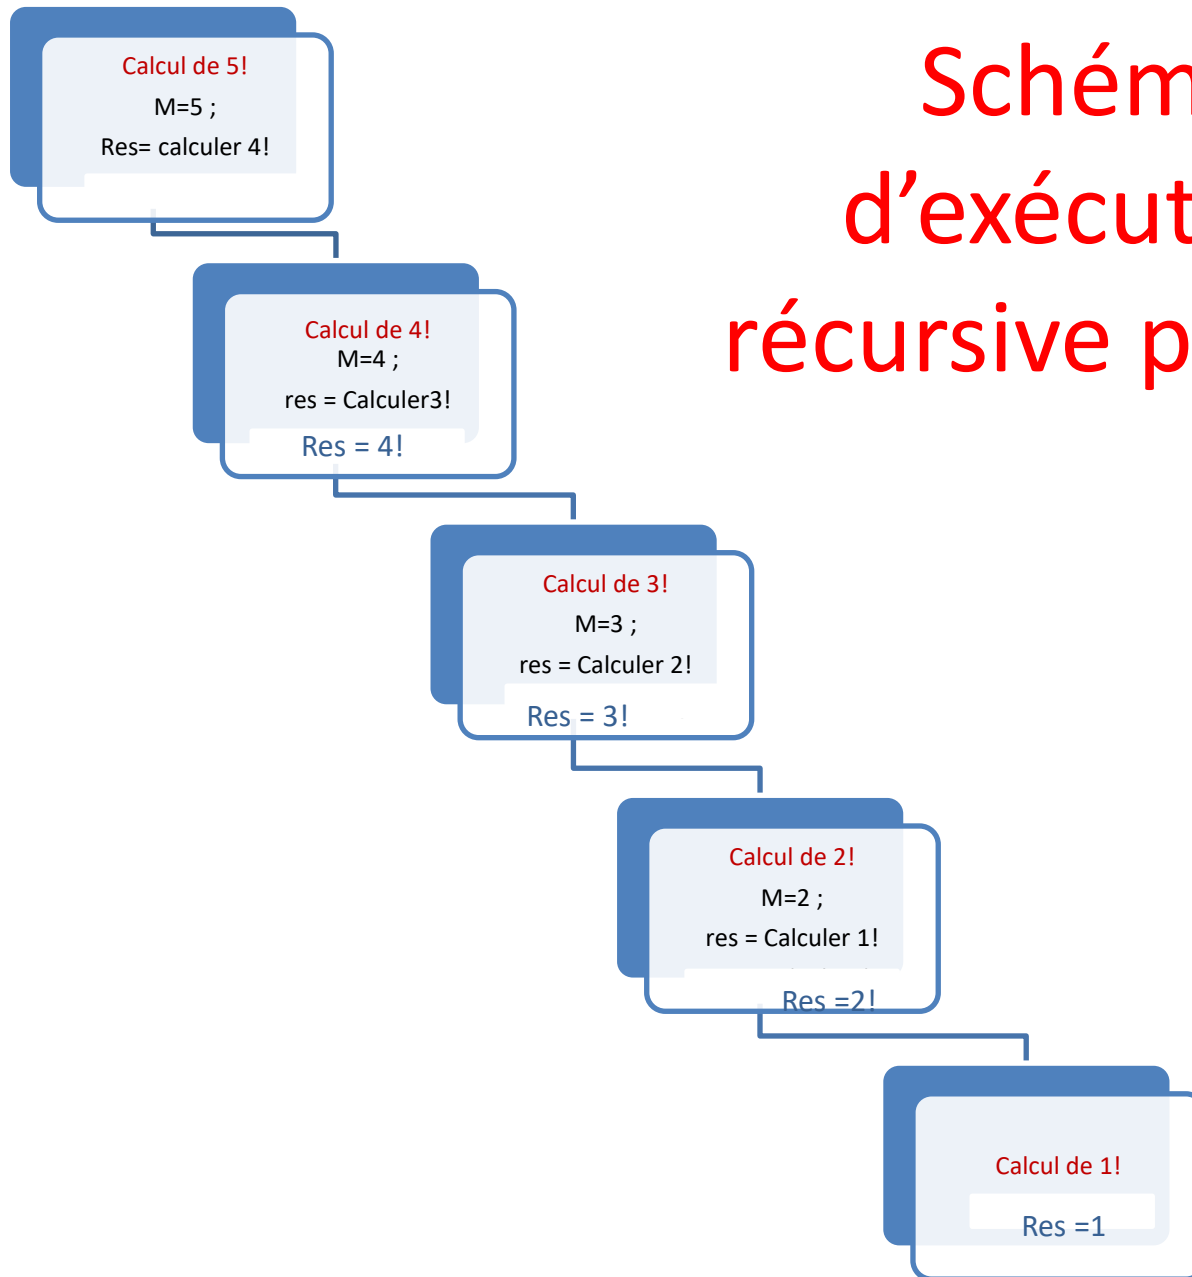 Schém
d’exécut
récursive p
Calcul de 5!
M=5 ;
Res= calculer 4!
Calcul de 4!
M=4 ;
res = Calculer3!
Res = 4!
Calcul de 3!
M=3 ;
res = Calculer 2!
Res = 3!
Calcul de 2!
M=2 ;
res = Calculer 1!
Res =2!
Calcul de 1!
Res =1